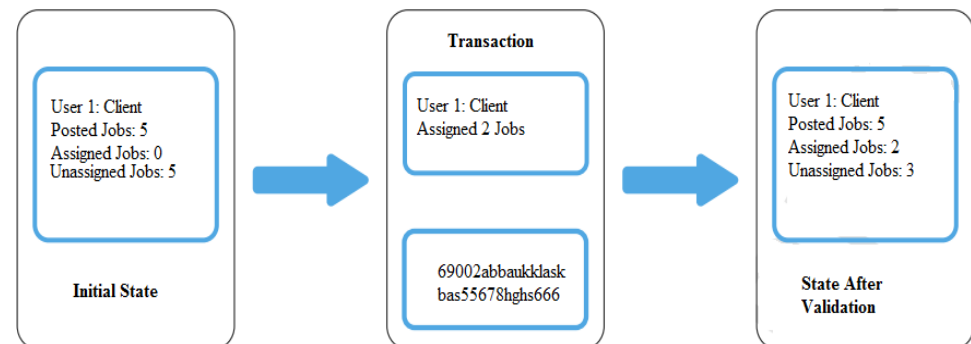 User 1: Client
Posted Jobs: 5
Assigned Jobs: 0
Unassigned Jobs: 5
Initial State
Transaction
User 1: Client
Assigned 2 Jobs
69002abbaukklask
bas55678hghs666
User 1: Client
Posted Jobs: 5
Assigned Jobs: 2
Unassigned Jobs: 3
State After
Validation